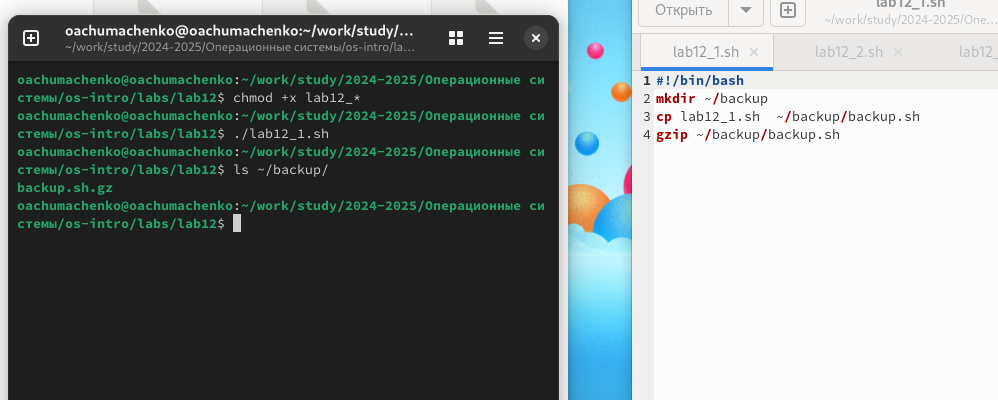 oachumachenko@oachumachenko:~/work/study/…
~/work/study/2024-2025/Операционные системы/os-intro/la…
oachumachenko@oachumachenko:~/work/study/2024-2025/Операционные си
стемы/os-intro/labs/lab12$ chmod +x lab12_*
oachumachenko@oachumachenko:~/work/study/2024-2025/Операционные си
стемы/os-intro/labs/lab12$ ./lab12_1.sh
oachumachenko@oachumachenko:~/work/study/2024-2025/Операционные си
стемы/os-intro/labs/lab12$ ls ~/backup/
backup.sh.gz
oachumachenko@oachumachenko:~/work/study/2024-2025/Операционные си
стемы/os-intro/labs/lab12$
Открыть
lab12_1.sh
~/work/study/2024-2025/Опе…
lab12_1.sh
lab12_2.sh
lab12_
1 #!/bin/bash
2 mkdir ~/backup
3 cp lab12_1.sh  ~/backup/backup.sh
4 gzip ~/backup/backup.sh